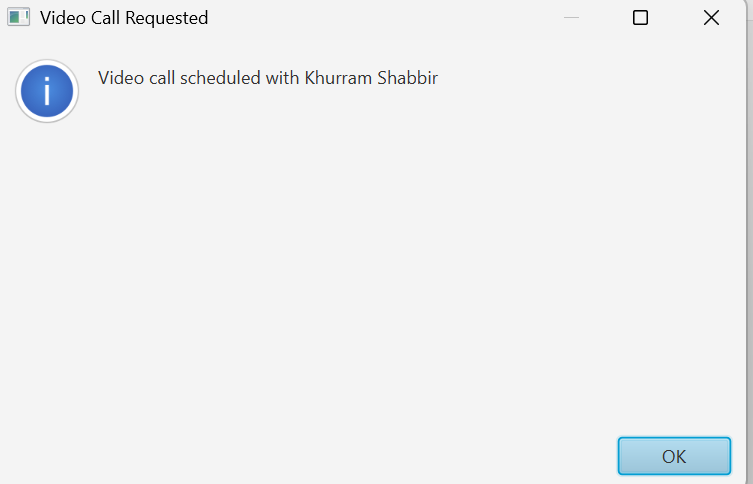 Video Call Requested
Video call scheduled with Khurram Shabbir
OK